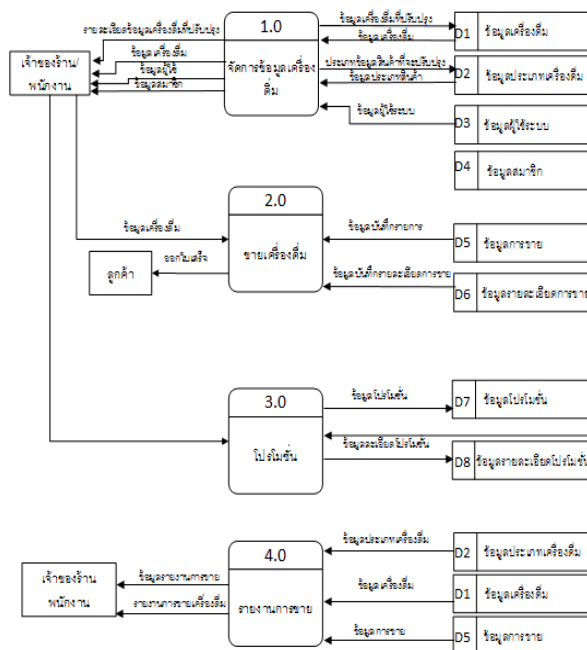 รายละเอียดข้อมูลเครื่องดื่มที่ปรับปรุง
ข้อมูลเครื่องดื่ม
ข้อมูลผู้ใช้
ข้อมูลสมาชิก
เจ้าของร้าน/
พนักงาน
1.0
จัดการข้อมูลเครื่อง
ดื่ม
ข้อมูลเครื่องดื่มที่ปรับปรุง
ข้อมูลเครื่องดื่ม
ประเภทข้อมูลสินค้าที่จะปรับปรุง
ข้อมูลประเภทสินค้า
ข้อมูลผู้ใช้ระบบ
D1 ข้อมูลเครื่องดื่ม
D2 ข้อมูลประเภทเครื่องดื่ม
D3 ข้อมูลผู้ใช้ระบบ
D4 ข้อมูลสมาชิก
2.0
ขายเครื่องดื่ม
ข้อมูลเครื่องดื่ม
ออกใบเสร็จ
ลูกค้า
ข้อมูลบันทึกรายการ
ข้อมูลบันทึกรายละเอียดการขาย
D5 ข้อมูลการขาย
D6 ข้อมูลรายละเอียดการขาย
3.0
โปรโมชั่น
ข้อมูลโปรโมชั่น
ข้อมูลละเอียดโปรโมชั่น
D7 ข้อมูลโปรโมชั่น
D8 ข้อมูลรายละเอียดโปรโมชั่น
4.0
รายงานการขาย
เจ้าของร้าน
พนักงาน
ข้อมูลรายงานการขาย
รายงานการขายเครื่องดื่ม
ข้อมูลประเภทเครื่องดื่ม
ข้อมูลเครื่องดื่ม
ข้อมูลการขาย
D2 ข้อมูลประเภทเครื่องดื่ม
D1 ข้อมูลเครื่องดื่ม
D5 ข้อมูลการขาย